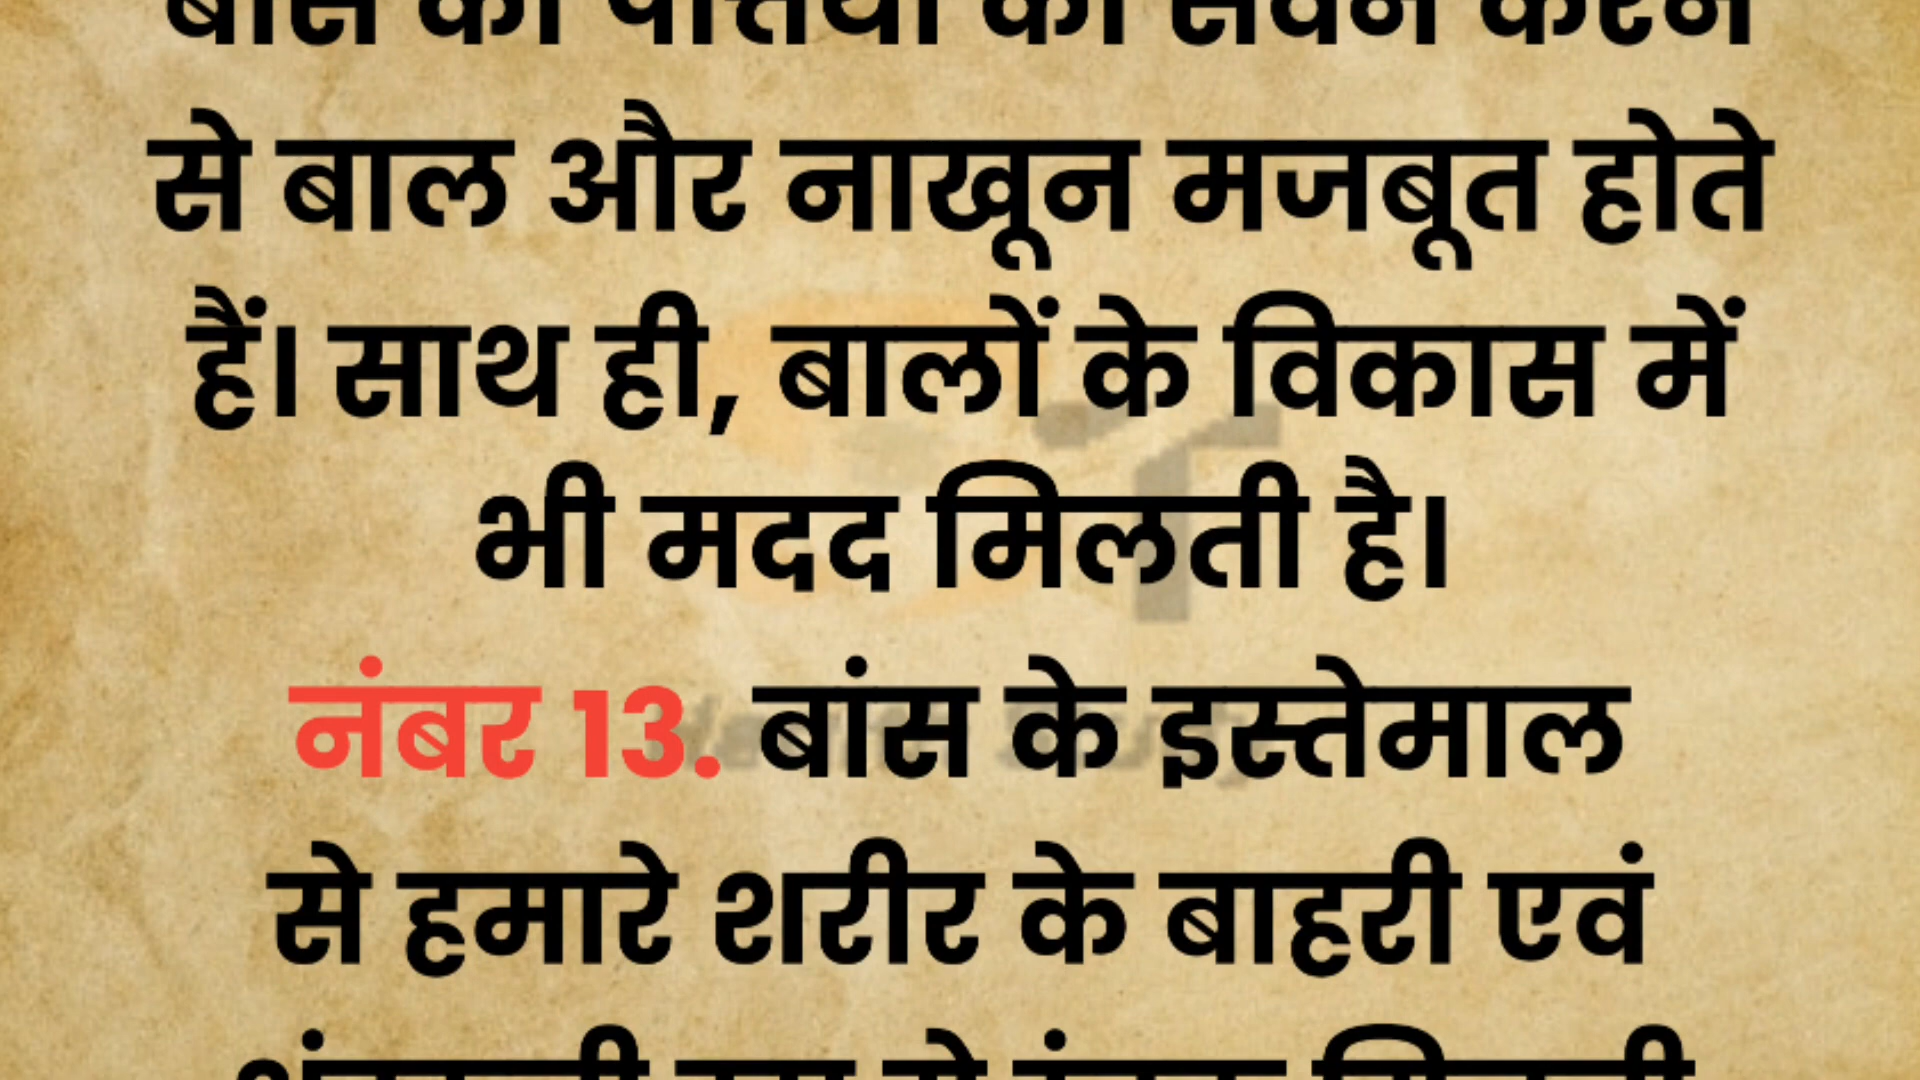 बांस की पत्तियों का सेवन करने
से बाल और नाखून मजबूत होते
हैं। साथ ही, बालों के विकास में
भी मदद मिलती है।
नंबर 13. बांस के इस्तेमाल
से हमारे शरीर के बाहरी एवं